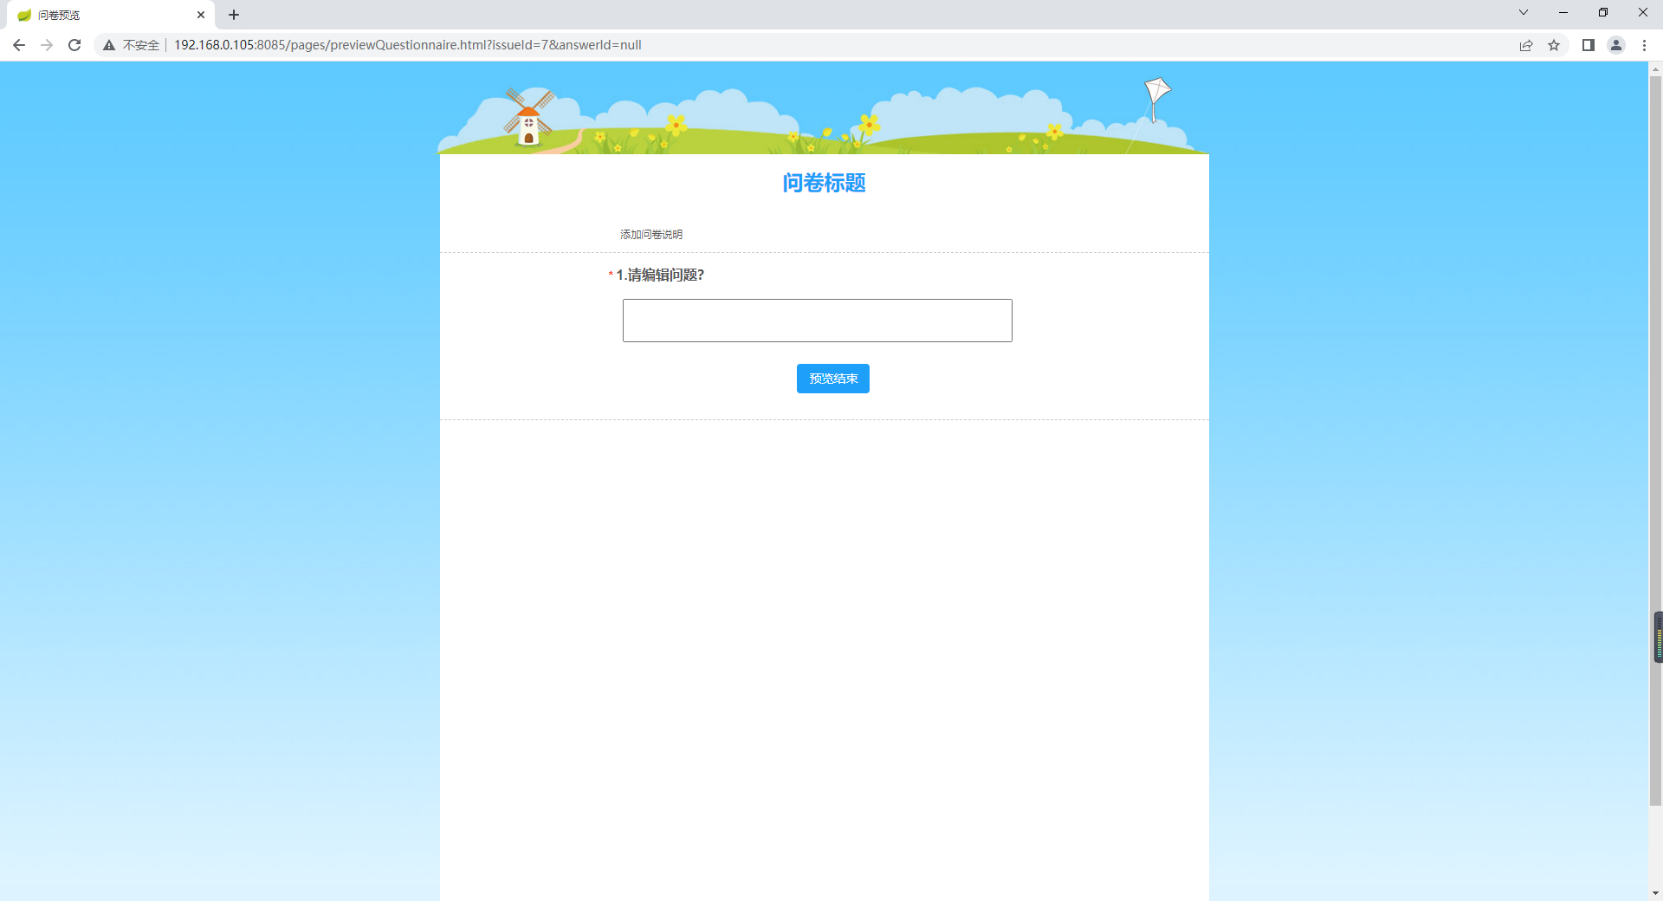 问卷预览
不安全
192.168.0.105:8085/pages/previewQuestionnaire.html?issueId=7&answerId=null
问卷标题
添加问卷说明
* 1.请编辑问题?
预览结束